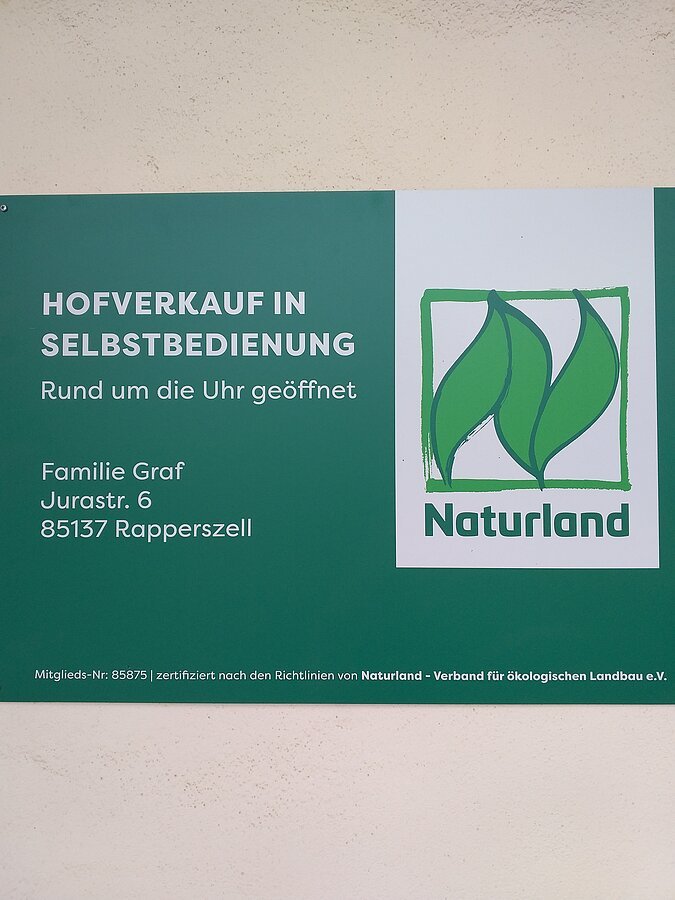 HOFVERKAUF IN
SELBSTBEDIENUNG
Rund um die Uhr geöffnet
Familie Graf
Jurastr. 6
85137 Rapperszell
Naturland
Mitglieds-Nr: 85875 | zertifiziert nach den Richtlinien von Naturland - Verband für ökologischen Landbau e.V.